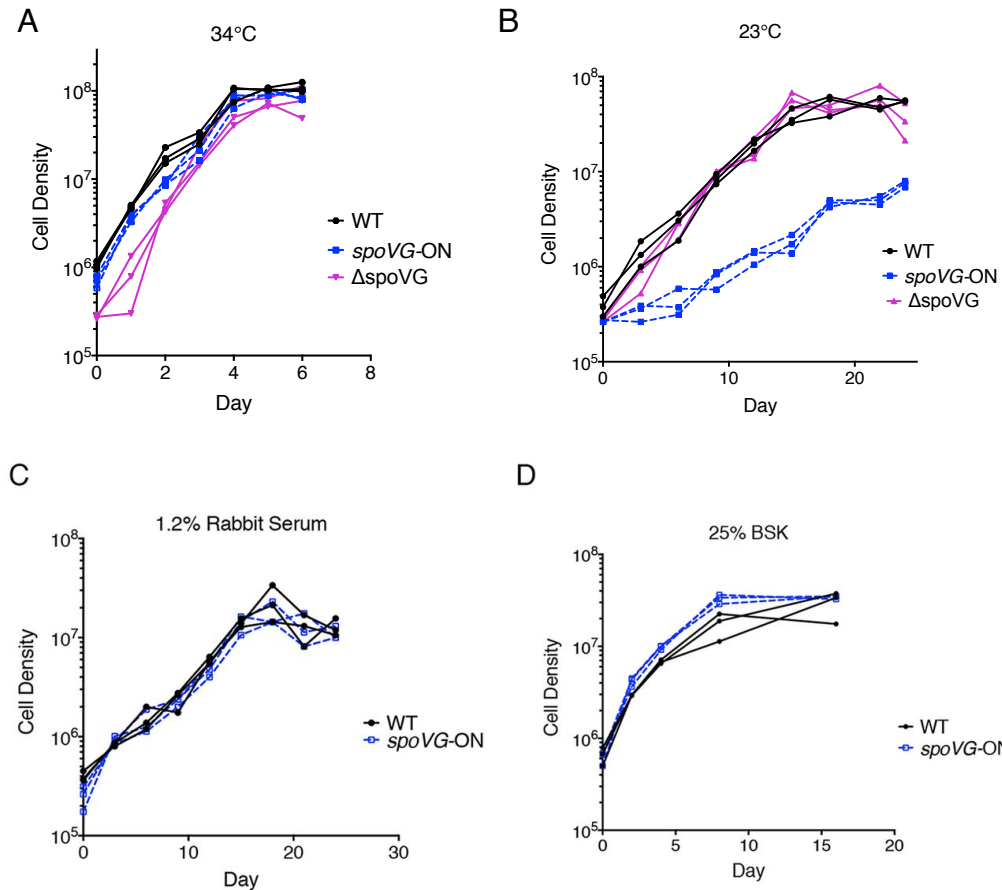 A
34°C
10⁸
10⁷
10⁶
10⁵
Cell Density
0
2
4
6
8
Day
WT
spoVG-ON
ΔspoVG
B
23°C
10⁸
10⁷
10⁶
10⁵
Cell Density
0
10
20
Day
WT
spoVG-ON
ΔspoVG
C
1.2% Rabbit Serum
10⁸
10⁷
10⁶
10⁵
Cell Density
0
10
20
30
Day
WT
spoVG-ON
D
25% BSK
10⁸
10⁷
10⁶
10⁵
Cell Density
0
5
10
15
20
Day
WT
spoVG-ON